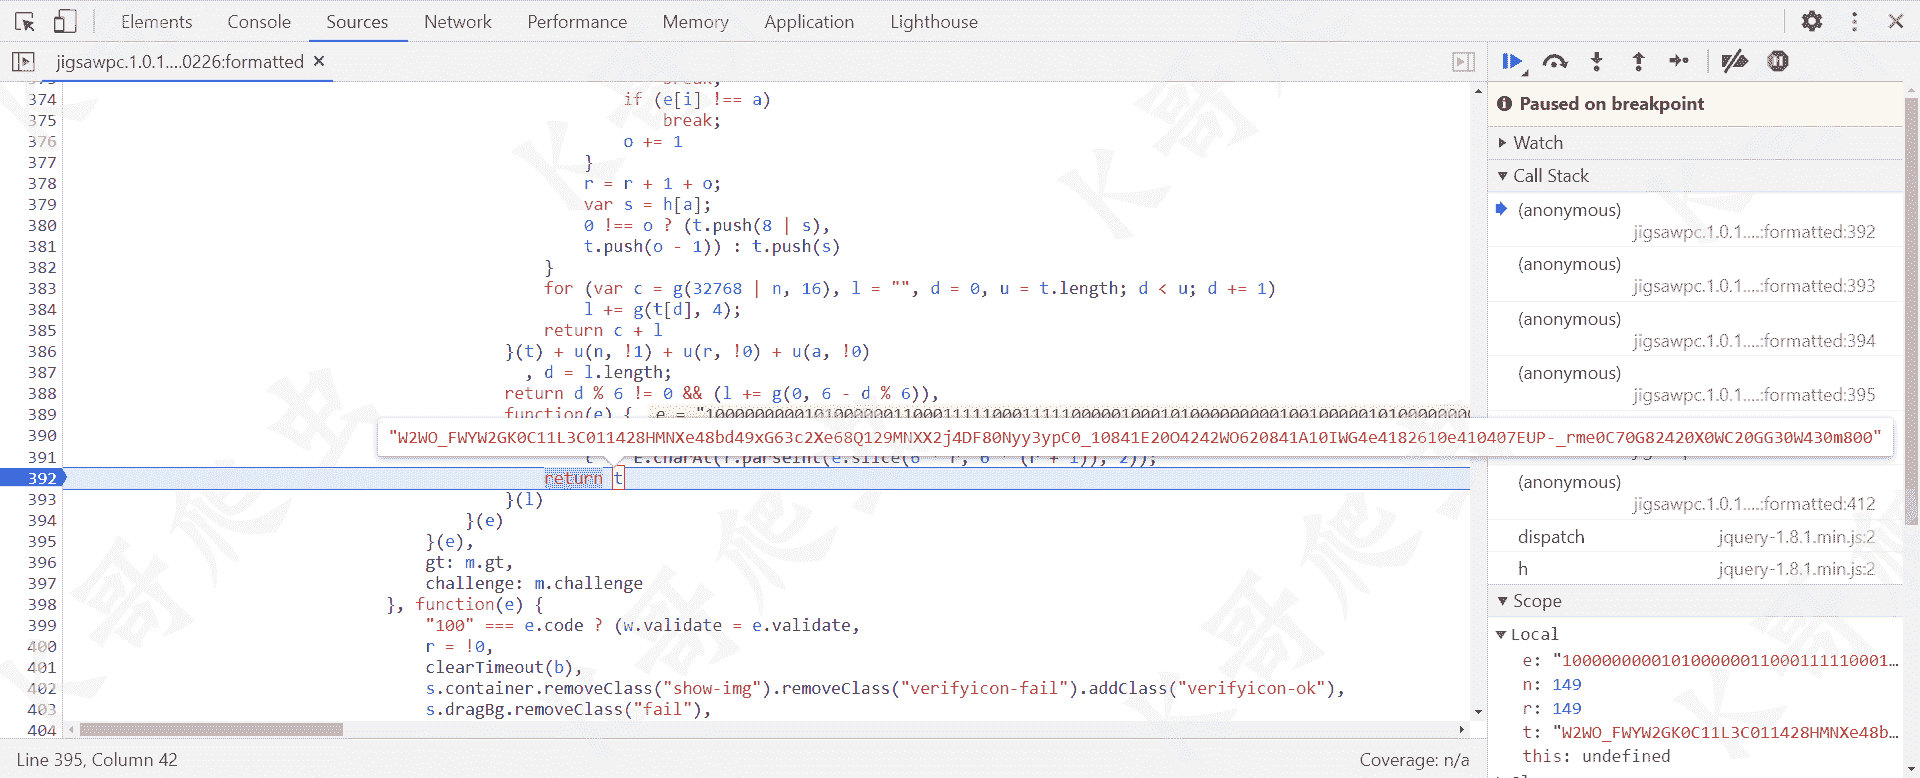 Elements Console Sources Network Performance Memory Application Lighthouse
jigsawpc.1.0.1....0226:formatted ×
374 if (e[i] !== a)
375 break;
376 o += 1
377 }
378 r = r + 1 + o;
379 var s = h[a];
380 0 !== o ? (t.push(8 | s),
381 t.push(o - 1)) : t.push(s)
382 }
383 for (var c = g(32768 | n, 16), l = "", d = 0, u = t.length; d < u; d += 1)
384 l += g(t[d], 4);
385 return c + l
386 }(t) + u(n, !1) + u(r, !0) + u(a, !0)
387 , d = l.length;
388 return d % 6 != 0 && (l += g(0, 6 - d % 6)),
389 function(e) {
390 "W2WO_FWYW2GK0C11L3C011428HMNXe48bd49xG63c2Xe68Q129MNXX2j4DF80Nyy3ypC0_10841E20O4242WO620841A10IWG4e4182610e410407EUP-_rme0C70G82420X0WC20GG30W430m800"
391
392 return t
393 }(l)
394 }(e)
395 }(e),
396 gt: m.gt,
397 challenge: m.challenge
398 }, function(e) {
399 "100" === e.code ? (w.validate = e.validate,
400 r = !0,
401 clearTimeout(b),
402 s.container.removeClass("show-img").removeClass("verifyicon-fail").addClass("verifyicon-ok"),
403 s.dragBg.removeClass("fail"),
404
Line 395, Column 42
Coverage: n/a
Paused on breakpoint
Watch
Call Stack
(anonymous)
jigsawpc.1.0.1....:formatted:392
(anonymous)
jigsawpc.1.0.1....:formatted:393
(anonymous)
jigsawpc.1.0.1....:formatted:394
(anonymous)
jigsawpc.1.0.1....:formatted:395
(anonymous)
jigsawpc.1.0.1....:formatted:412
dispatch jquery-1.8.1.min.js:2
h jquery-1.8.1.min.js:2
Scope
Local
e: "1000000000101000000011000111110001...
n: 149
r: 149
t: "W2WO_FWYW2GK0C11L3C011428HMNXe48b...
this: undefined
K哥爬虫